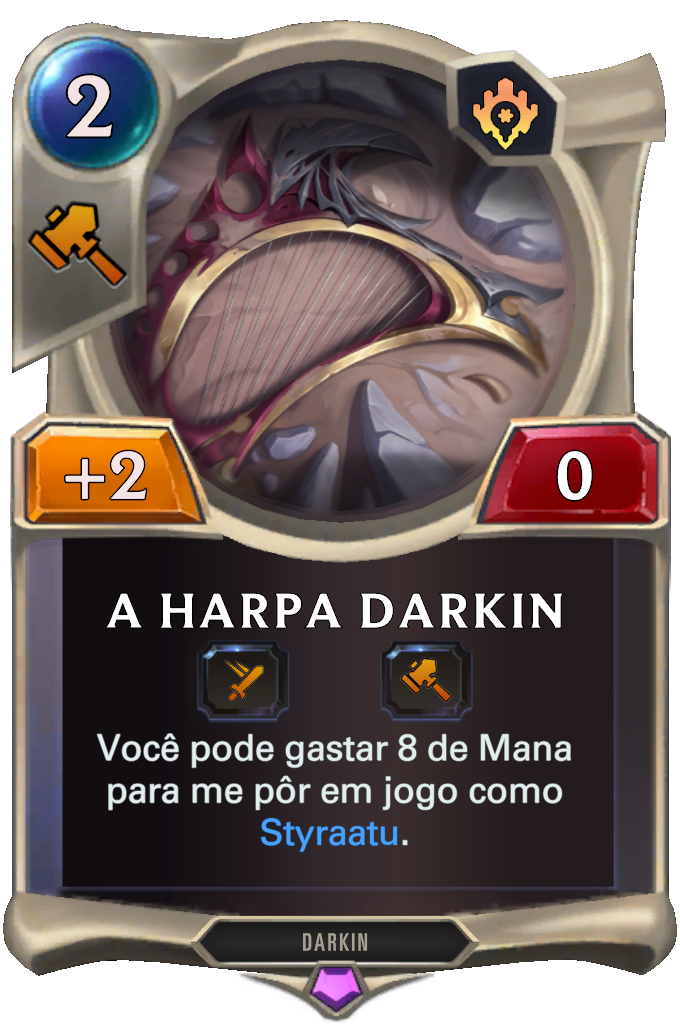 2
+2
0
A HARPA DARKIN
Você pode gastar 8 de Mana
para me pôr em jogo como
Styraatu.
DARKIN